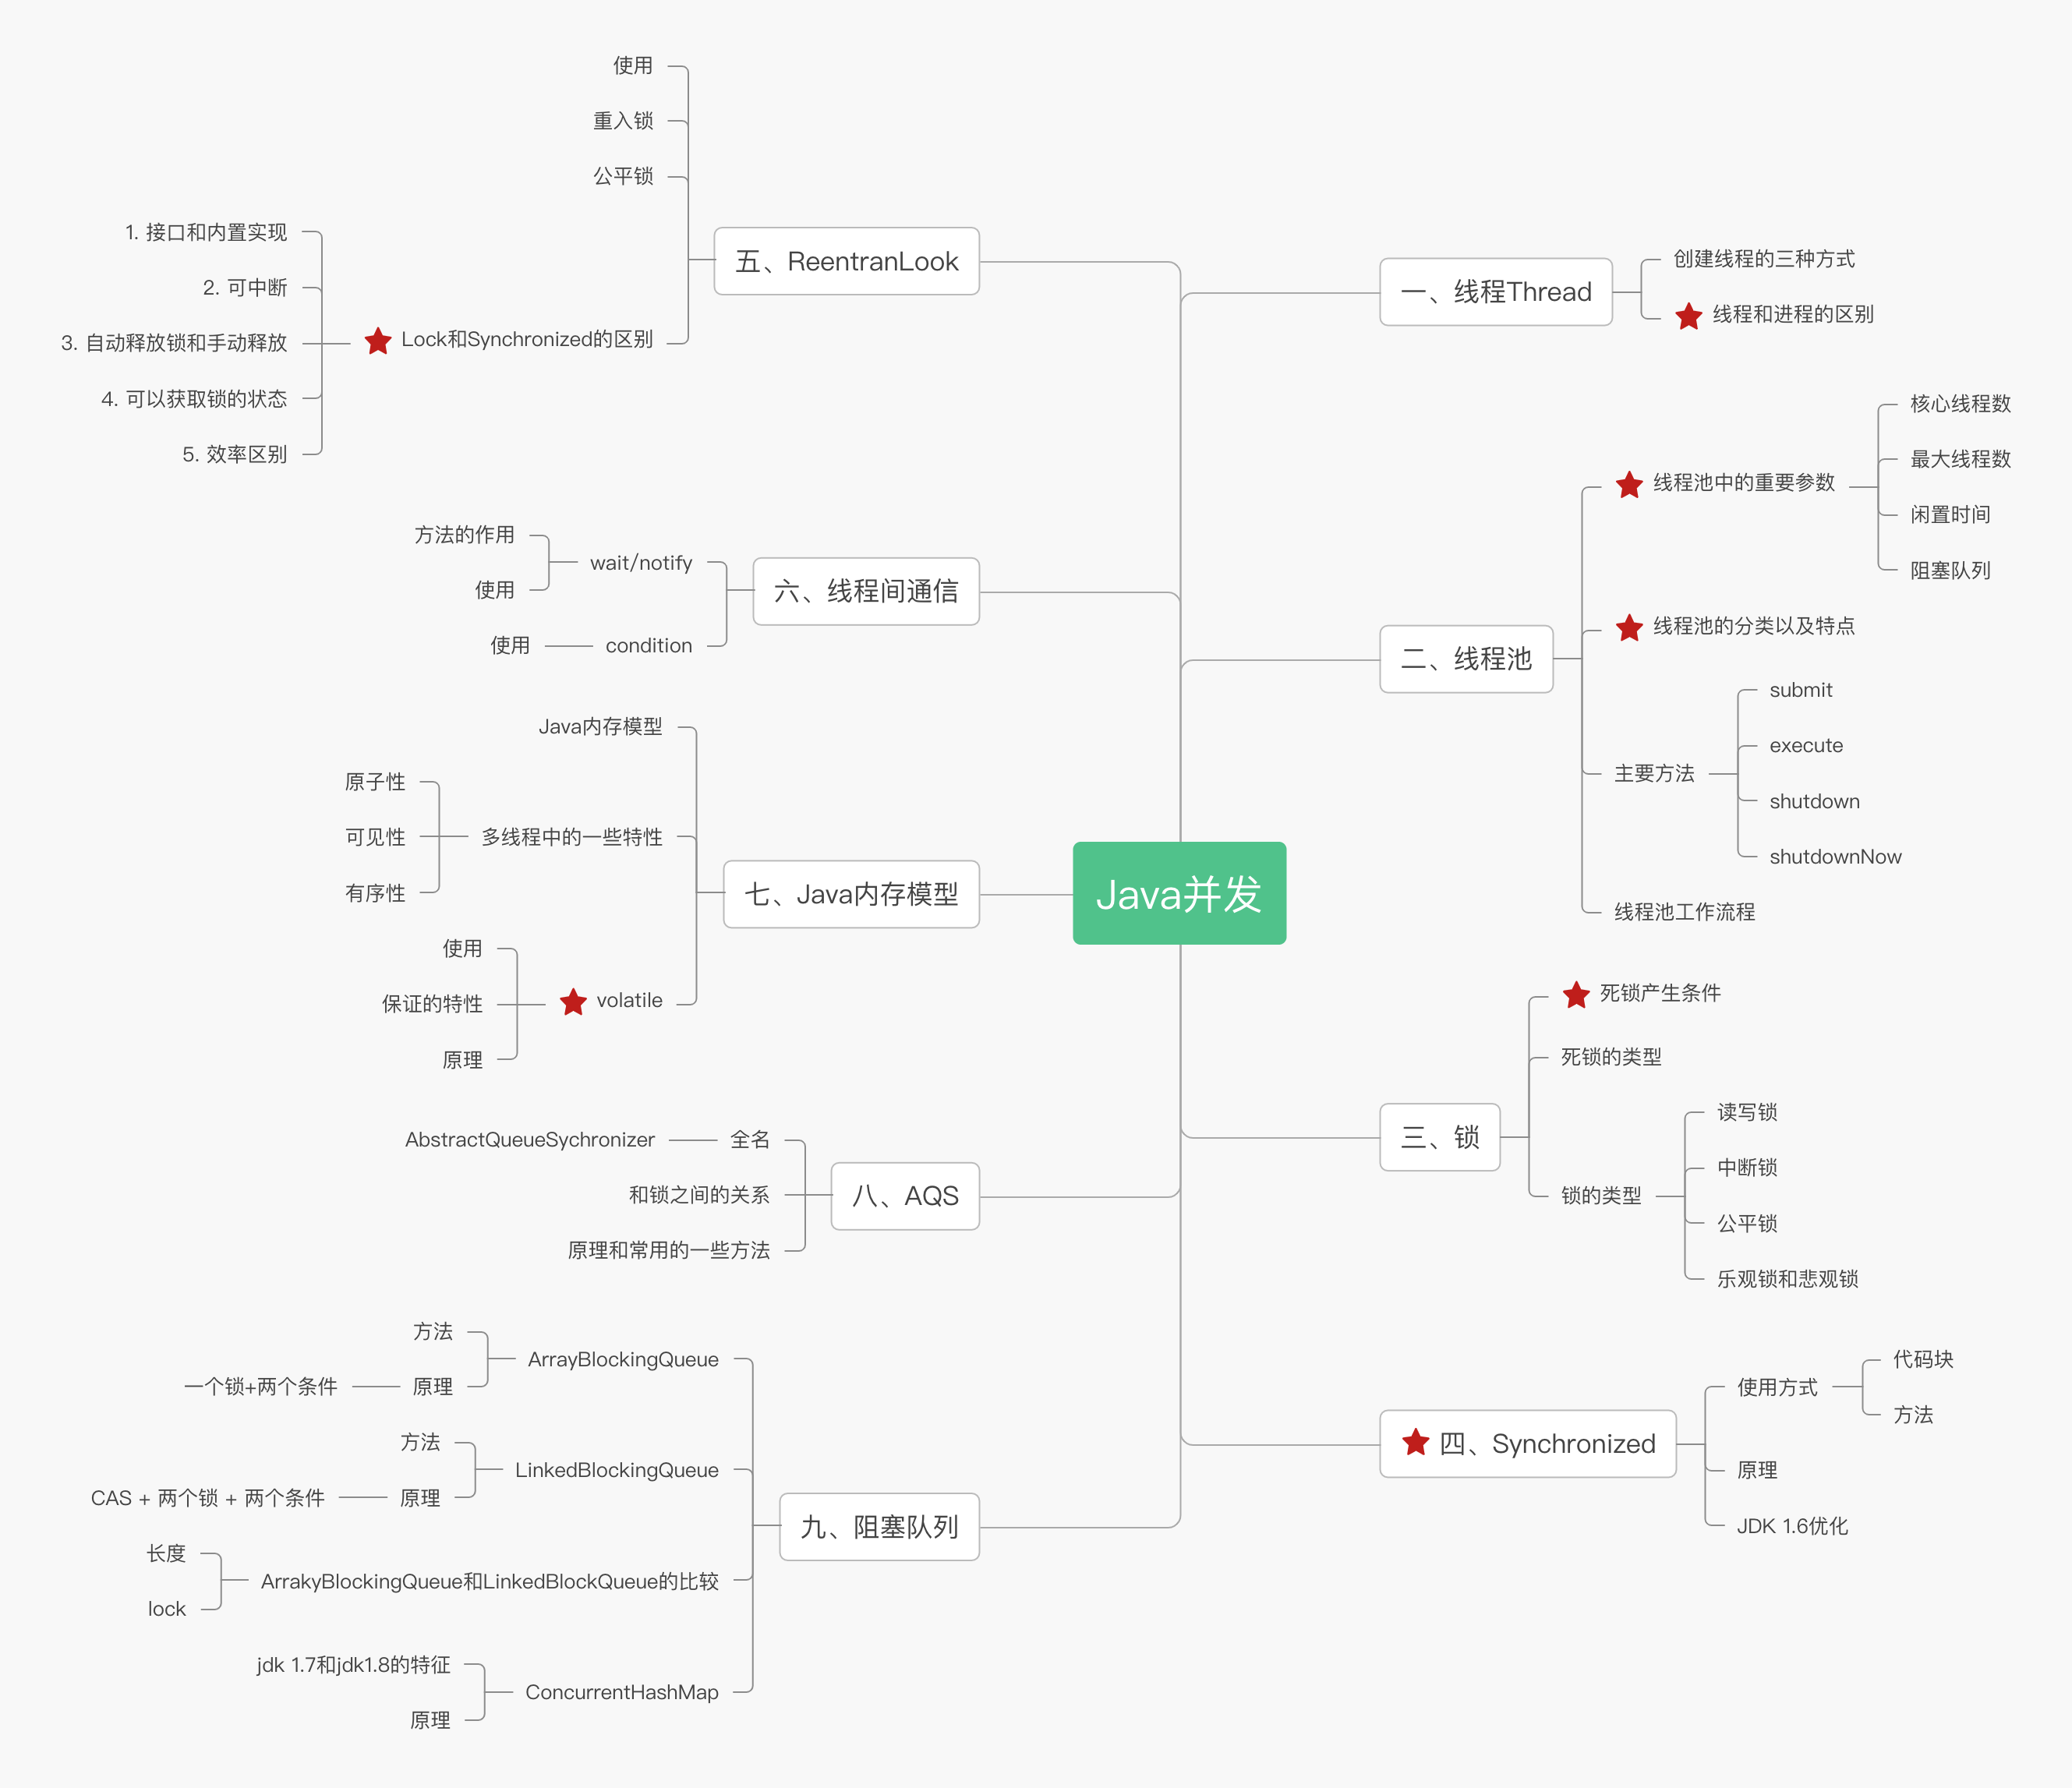 Java并发
一、线程Thread
创建线程的三种方式
线程和进程的区别
二、线程池
线程池中的重要参数
核心线程数
最大线程数
闲置时间
阻塞队列
线程池的分类以及特点
主要方法
submit
execute
shutdown
shutdownNow
线程池工作流程
三、锁
死锁产生条件
死锁的类型
锁的类型
读写锁
中断锁
公平锁
乐观锁和悲观锁
四、Synchronized
使用方式
代码块
方法
原理
JDK 1.6优化
五、ReentranLook
使用
重入锁
公平锁
Lock和Synchronized的区别
1. 接口和内置实现
2. 可中断
3. 自动释放锁和手动释放
4. 可以获取锁的状态
5. 效率区别
六、线程间通信
wait/notify
方法的作用
使用
condition
使用
七、Java内存模型
Java内存模型
多线程中的一些特性
原子性
可见性
有序性
volatile
使用
保证的特性
原理
八、AQS
全名
AbstractQueueSychronizer
和锁之间的关系
原理和常用的一些方法
九、阻塞队列
ArrayBlockingQueue
方法
原理
一个锁+两个条件
LinkedBlockingQueue
方法
原理
CAS + 两个锁 + 两个条件
ArrakyBlockingQueue和LinkedBlockQueue的比较
长度
lock
ConcurrentHashMap
jdk 1.7和jdk1.8的特征
原理